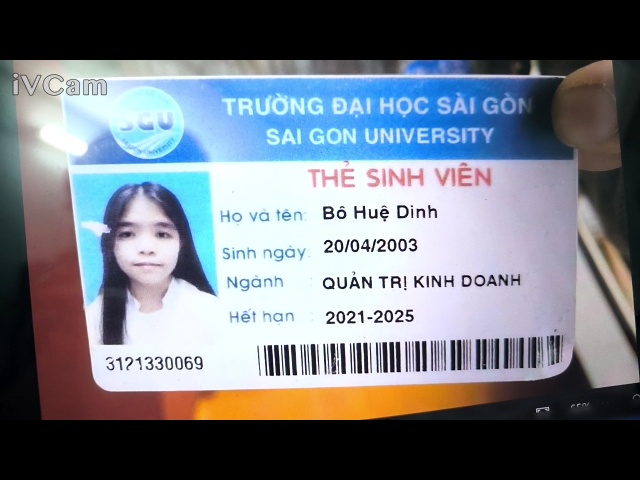 iVCam
SGU
TRƯỜNG ĐẠI HỌC SÀI GÒN
SAI GON UNIVERSITY
THẺ SINH VIÊN
Họ và tên: Bô Huệ Dinh
Sinh ngày: 20/04/2003
Ngành : QUẢN TRỊ KINH DOANH
Hết hạn : 2021-2025
3121330069